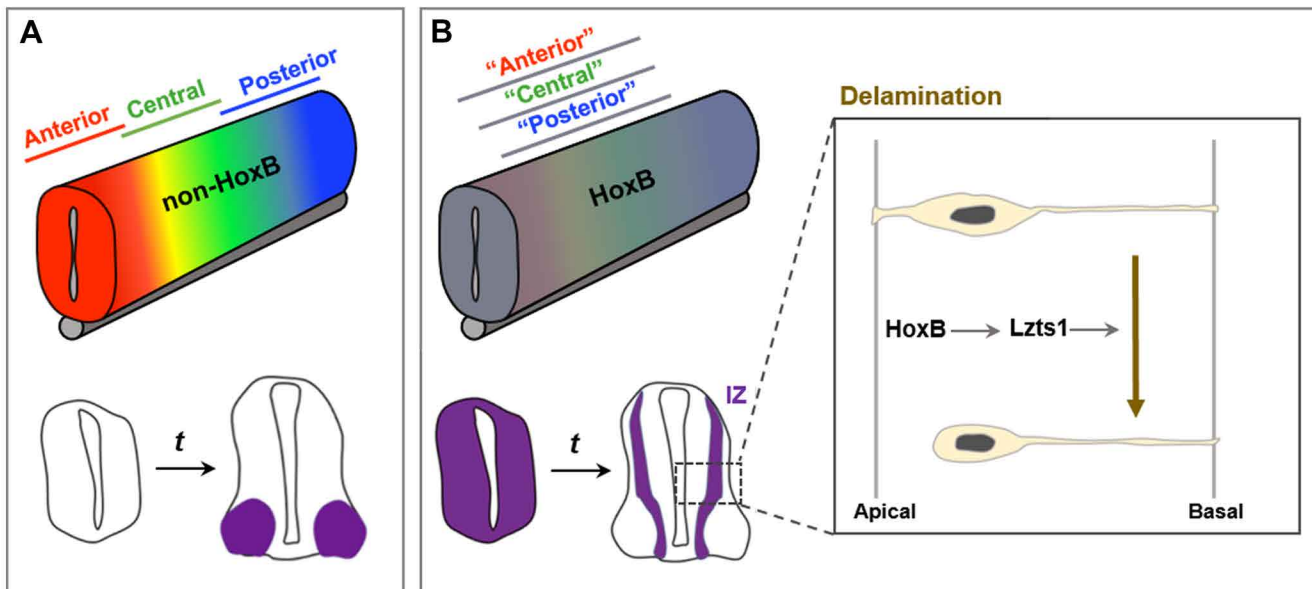 A
Anterior
Central
Posterior
non-HoxB
t
B
“Anterior”
“Central”
“Posterior”
HoxB
t
IZ
Delamination
HoxB
Lzts1
Apical
Basal